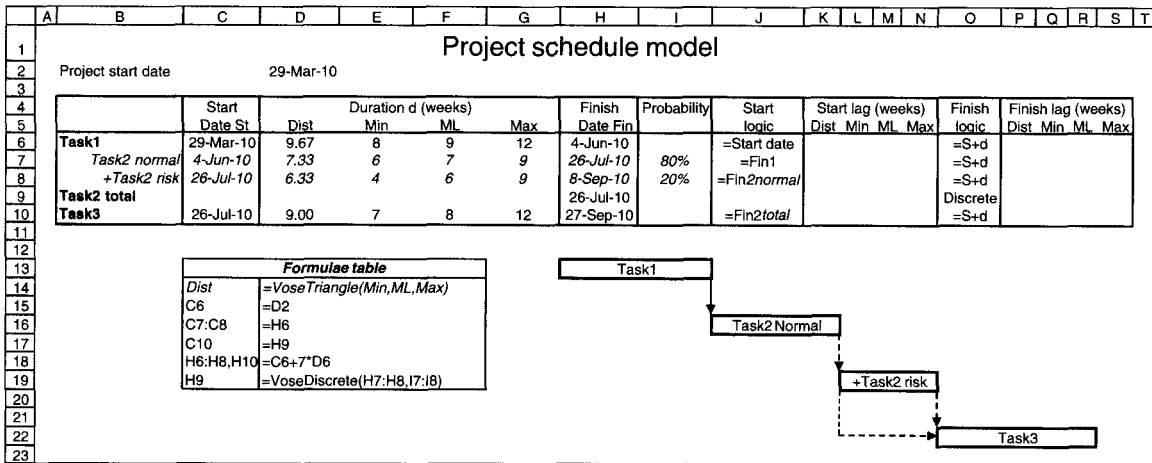 A B C D E F G H I J K L M N O P Q R S T
1 Project schedule model
2 Project start date 29-Mar-10
3
4 Start Duration d (weeks) Finish Probability Start Start lag (weeks) Finish Finish lag (weeks)
5 Date St Dist Min ML Max Date Fin logic Dist Min ML Max logic Dist Min ML Max
6 Task1 29-Mar-10 9.67 8 9 12 4-Jun-10 =Start date =S+d
7 Task2 normal 4-Jun-10 7.33 6 7 9 26-Jul-10 80% =Fin1 =S+d
8 +Task2 risk 26-Jul-10 6.33 4 6 9 8-Sep-10 20% =Fin2normal =S+d
9 Task2 total 26-Jul-10 Discrete
10 Task3 26-Jul-10 9.00 7 8 12 27-Sep-10 =Fin2total =S+d
11
12
13 Formulae table Task1
14 Dist =VoseTriangle(Min,ML,Max)
15 C6 =D2
16 C7:C8 =H6 Task2 Normal
17 C10 =H9
18 H6:H8,H10 =C6+7*D6
19 H9 =VoseDiscrete(H7:H8,I7:I8) +Task2 risk
20
21
22 Task3
23